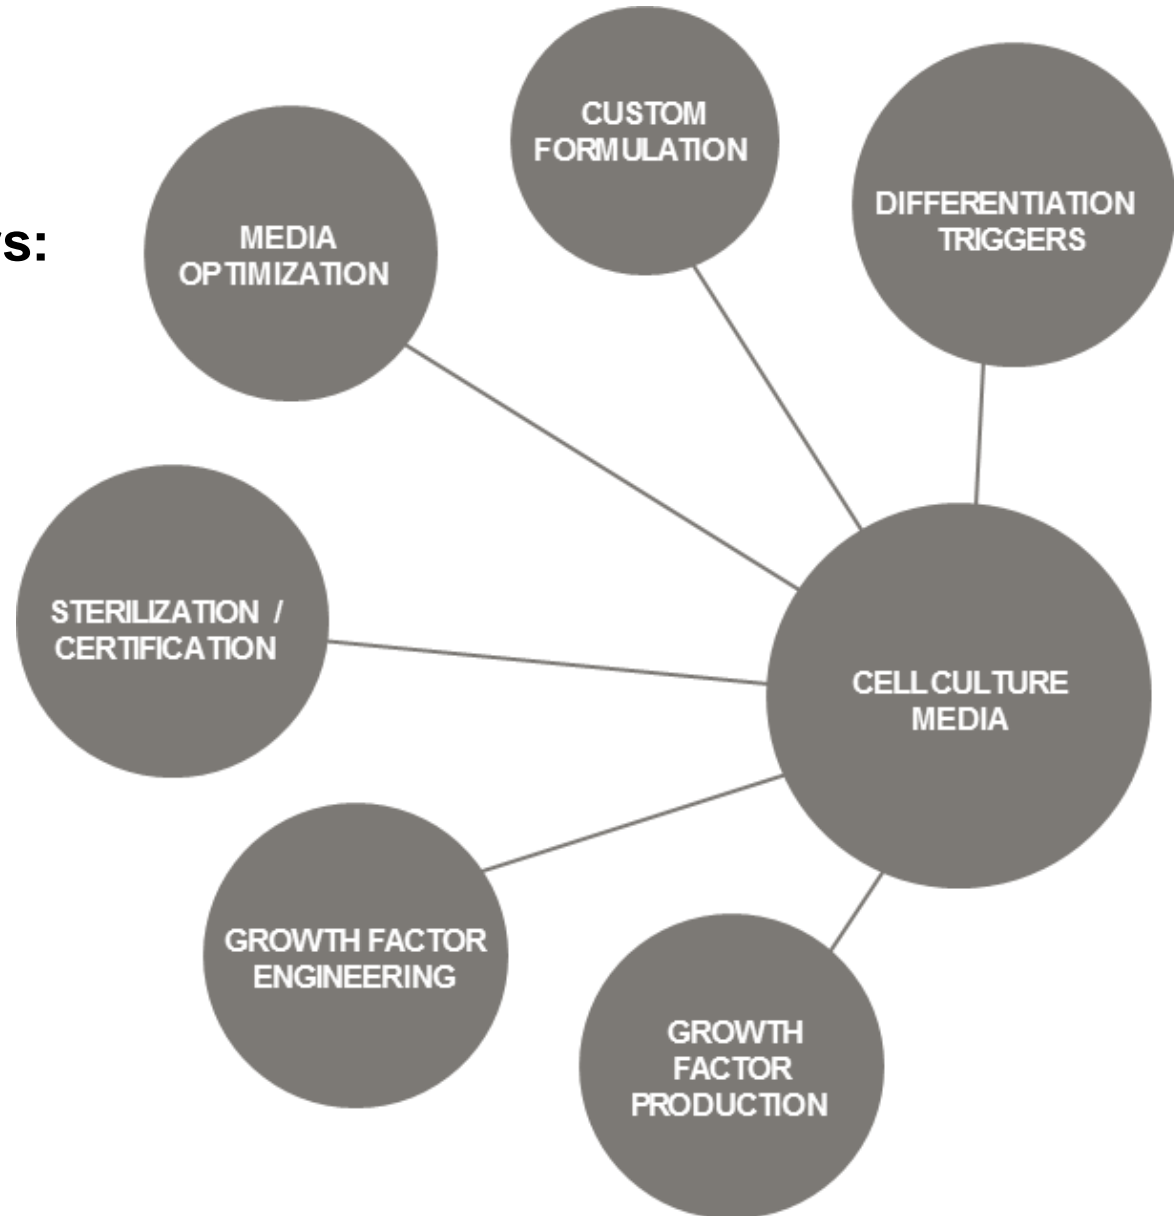 CUSTOM
FORMULATION
DIFFERENTIATION
TRIGGERS
MEDIA
OPTIMIZATION
STERILIZATION /
CERTIFICATION
CELL CULTURE
MEDIA
GROWTH FACTOR
ENGINEERING
GROWTH
FACTOR
PRODUCTION